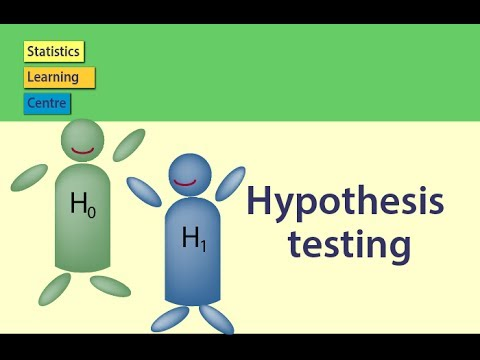 Statistics
Learning
Centre
H₀
H₁
Hypothesis
testing